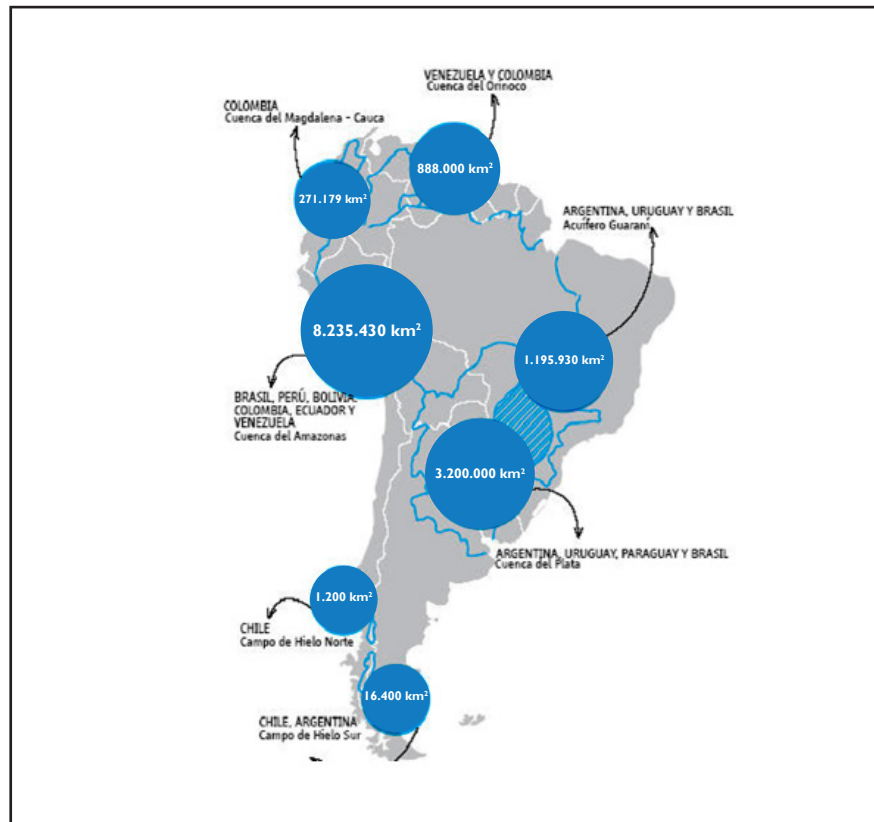 VENEZUELA Y COLOMBIA
Cuenca del Orinoco
COLOMBIA
Cuenca del Magdalena - Cauca
888.000 km²
271.179 km²
ARGENTINA, URUGUAY Y BRASIL
Acuífero Guaraní
8.235.430 km²
1.195.930 km²
BRASIL, PERÚ, BOLIVIA,
COLOMBIA, ECUADOR Y
VENEZUELA
Cuenca del Amazonas
3.200.000 km²
ARGENTINA, URUGUAY, PARAGUAY Y BRASIL
Cuenca del Plata
1.200 km²
CHILE
Campo de Hielo Norte
16.400 km²
CHILE, ARGENTINA
Campo de Hielo Sur